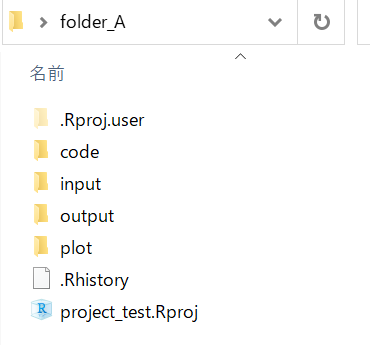 folder_A
名前
.Rproj.user
code
input
output
plot
.Rhistory
project_test.Rproj